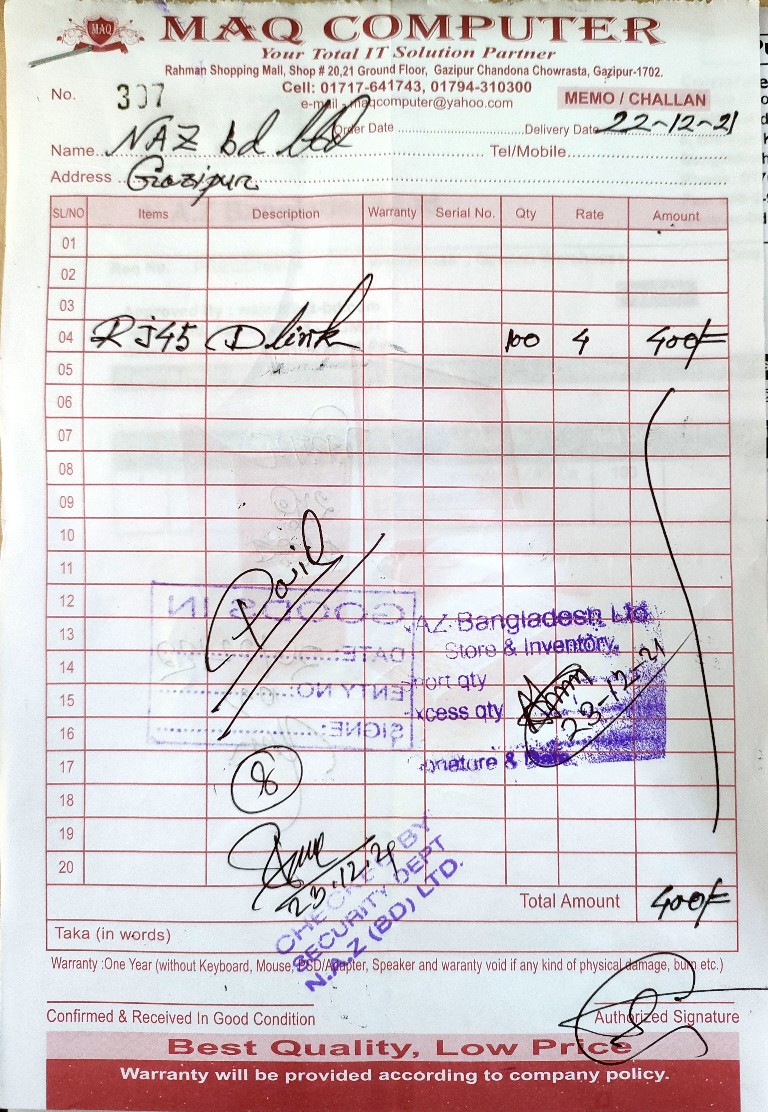 MAQ
MAQ COMPUTER
Your Total IT Solution Partner
Rahman Shopping Mall, Shop # 20,21 Ground Floor, Gazipur Chandona Chowrasta, Gazipur-1702.
Cell: 01717-641743, 01794-310300
e-mail - maqcomputer@yahoo.com
MEMO / CHALLAN
No. 307
Order Date Delivery Date 22-12-21
Name NAZ bd ltd Tel/Mobile
Address Gazipur
SL/NO Items Description Warranty Serial No. Qty Rate Amount
01
02
03
04 RJ45 Dlink 100 4 400/=
05
06
07
08
09
10
11
12
13
14
15
16
17
18
19
20
Paid
GOODS IN
DATE:
ENTY NO:
SIGNE:
AZ Bangladesh Ltd
Store & Inventory
ort qty
xcess qty
nature & Date
23-12-21
23.12.21
CHECKED BY
SECURITY DEPT
N.A.Z (BD) LTD.
Total Amount 400/=
Taka (in words)
Warranty :One Year (without Keyboard, Mouse, PSD/Adapter, Speaker and waranty void if any kind of physical damage, burn etc.)
Confirmed & Received In Good Condition Authorized Signature
Best Quality, Low Price
Warranty will be provided according to company policy.